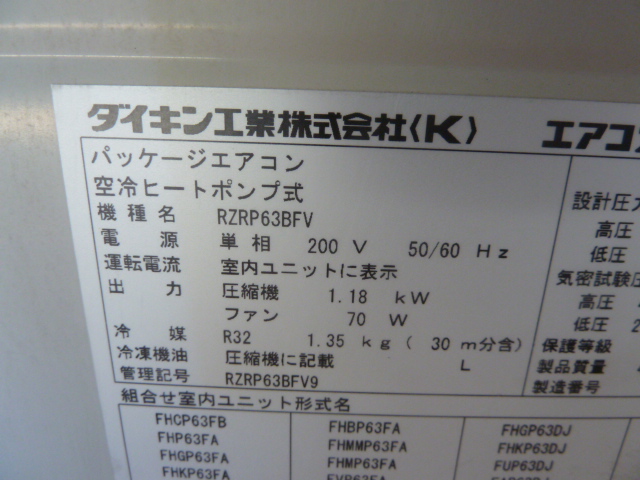 ダイキン工業株式会社〈K〉 エアコン
パッケージエアコン
空冷ヒートポンプ式
機種名 RZRP63BFV
電源 単相 200 V 50/60 Hz
運転電流 室内ユニットに表示
出力 圧縮機 1.18 kW
ファン 70 W
冷媒 R32 1.35 kg ( 30 m分含)
冷凍機油 圧縮機に記載 L
管理記号 RZRP63BFV9
設計圧力
高圧
低圧
気密試験圧
高圧
低圧 2
保護等級
製品質量
製造番号
組合せ室内ユニット形式名
FHCP63FB FHBP63FA FHGP63DJ
FHP63FA FHMMP63FA FHKP63DJ
FHGP63FA FHMP63FA FUP63DJ
FHKP63FA